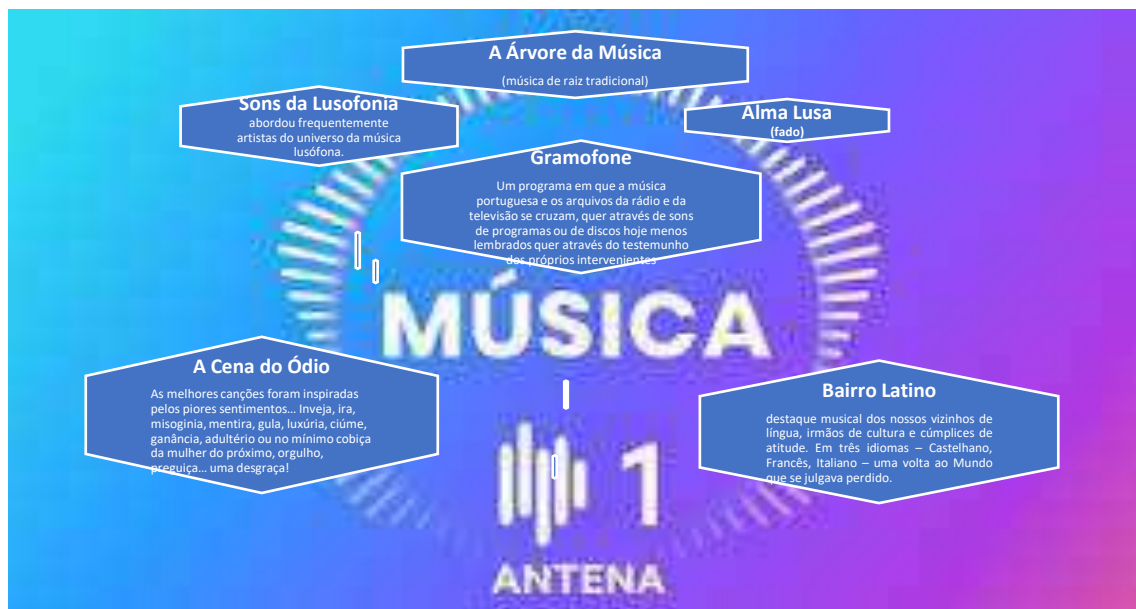 A Árvore da Música
(música de raiz tradicional)
Sons da Lusofonia
abordou frequentemente
artistas do universo da música
lusófona.
Alma Lusa
(fado)
Gramofone
Um programa em que a música
portuguesa e os arquivos da rádio e da
televisão se cruzam, quer através de sons
de programas ou de discos hoje menos
lembrados quer através do testemunho
dos próprios intervenientes
MÚSICA
A Cena do Ódio
As melhores canções foram inspiradas
pelos piores sentimentos… Inveja, ira,
misoginia, mentira, gula, luxúria, ciúme,
ganância, adultério ou no mínimo cobiça
da mulher do próximo, orgulho,
preguiça… uma desgraça!
Bairro Latino
destaque musical dos nossos vizinhos de
língua, irmãos de cultura e cúmplices de
atitude. Em três idiomas – Castelhano,
Francês, Italiano – uma volta ao Mundo
que se julgava perdido.
1
ANTENA